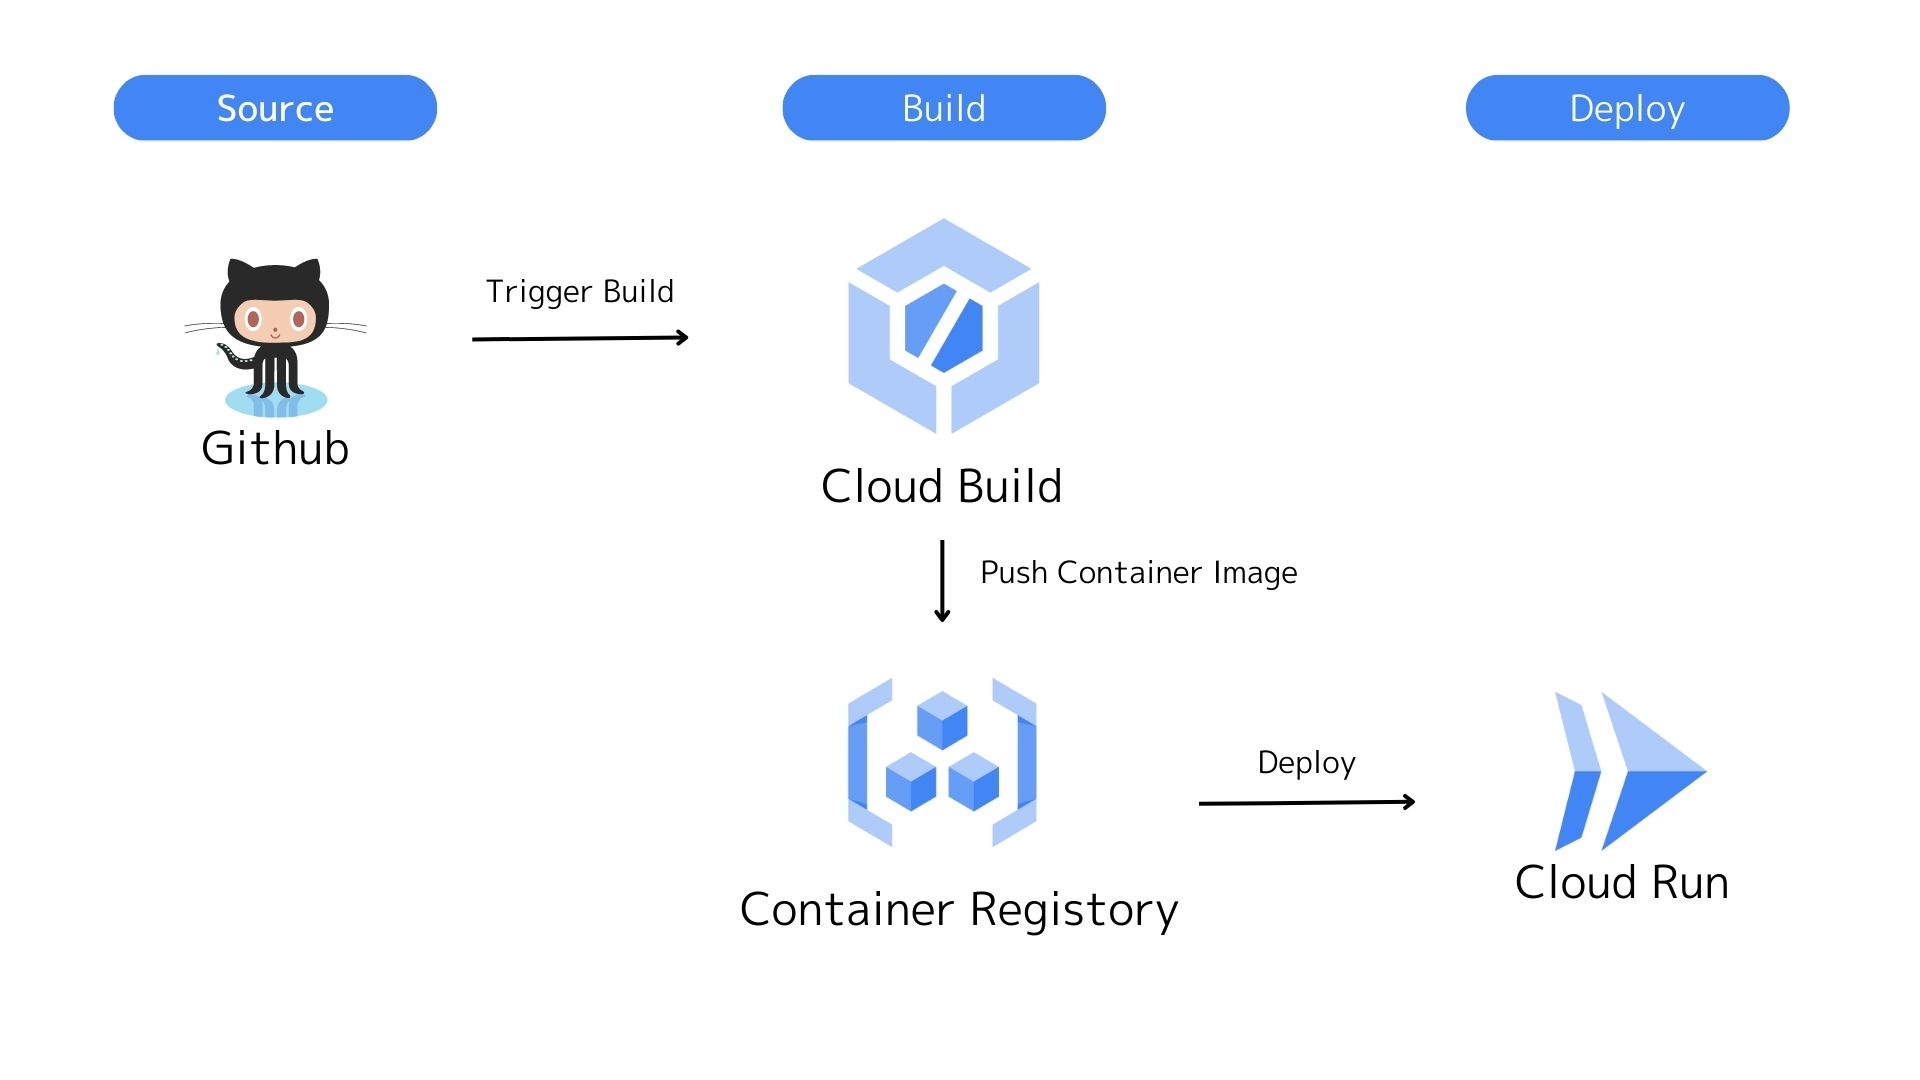 Source
Build
Deploy
Trigger Build
Github
Cloud Build
Push Container Image
Deploy
Container Registory
Cloud Run